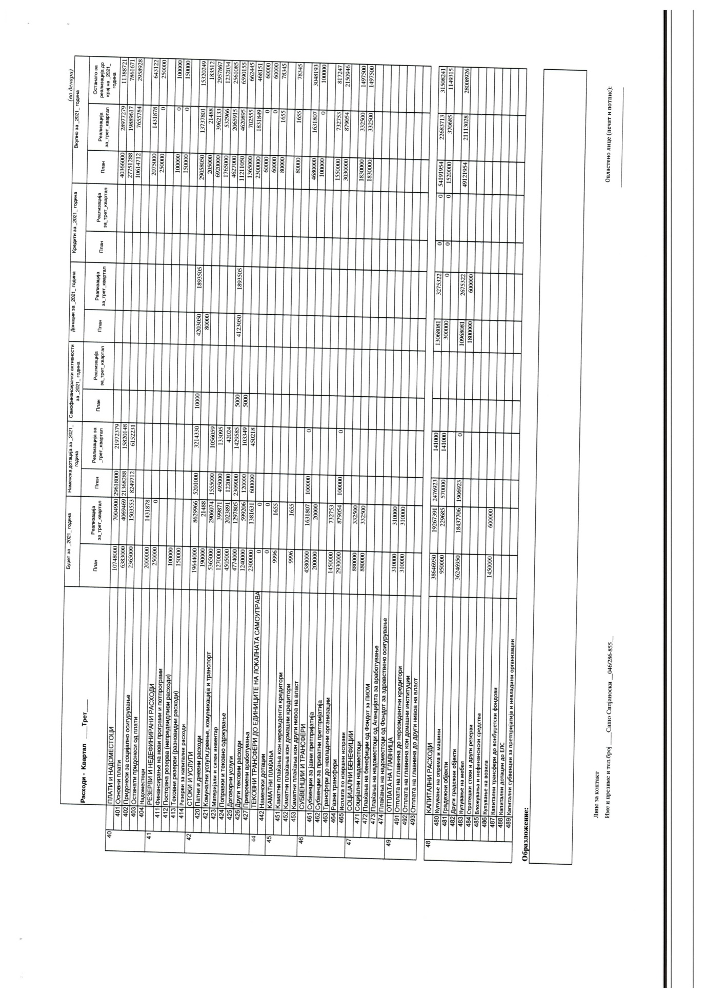 (во денари)
Расходи - Квартал ____Трет___
Буџет за _2021_ година
Наменска дотација за _2021_ година
Самофинансирачки активности за _2021_ година
Донации за _2021_ година
Кредити за _2021_ година
Вкупно за _2021_ година
План Реализација за_трет_квартал План Реализација за _трет_квартал План Реализација за_трет_квартал План Реализација за_трет_квартал План Реализација за_трет_квартал План Реализација за_трет_квартал Останато за реализација до крај на _2021_ година
40 ПЛАТИ И НАДОМЕСТОЦИ 10748000 7004900 29618000 21972379 40366000 28977279 11388721
401 Основни плати 6383000 4069469 21368288 15820148 27751288 19889617 7861671
402 Придонеси за социјално осигурување 2365000 1503553 8249712 6152231 10614712 7655784 2958928
403 Останати придонеси од плати
404 Надоместоци 2000000 1431878 2075000 1431878 643122
41 РЕЗЕРВИ И НЕДЕФИНИРАНИ РАСХОДИ 250000 0 250000 0 250000
411 Финансирање на нови програми и потпрограми
412 Постојана резерва (непредвидливи расходи) 100000 100000 0 100000
413 Тековни резерви (разновидни расходи) 150000 150000 0 150000
414 Резерви за капитални расходи
42 СТОКИ И УСЛУГИ 19644000 8629966 5201000 3214330 10000 4203050 1893505 29058050 13737801 15320249
420 Патни и дневни расходи 190000 21488 80000 205000 21488 183512
421 Комунални услуги,греење, комуникација и транспорт 5365000 2906074 1555000 1056059 6920000 3962133 2957867
423 Материјали и ситен инвентар 1270000 399871 495000 133095 1765000 532966 1232034
424 Поправки и тековно одржување 4505000 2023891 122000 42024 4627000 2065915 2561085
425 Договорни услуги 4774000 1297805 2309000 1429585 5000 4123050 1893505 11211050 4620895 6590155
426 Други тековни расходи 1240000 599206 120000 103349 5000 1365000 702555 662445
427 Привремени вработувања 2300000 1381631 600000 450218 2300000 1831849 468151
44 ТЕКОВНИ ТРАНСФЕРИ ДО ЕДИНИЦИТЕ НА ЛОКАЛНАТА САМОУПРАВА 0 0 60000 0 60000
442 Наменски дотации 0 0 60000 0 60000
45 КАМАТНИ ПЛАЌАЊА 9996 1655 80000 1655 78345
451 Каматни плаќања кон нерезиденти кредитори
452 Каматни плаќања кон домашни кредитори 9996 1655 80000 1655 78345
453 Каматни плаќања кон други нивоа на власт
46 СУБВЕНЦИИ И ТРАНСФЕРИ 4580000 1631807 100000 0 4680000 1631807 3048193
461 Субвенции за јавни претпријатија 200000 20000 100000 0 100000
462 Субвенции за приватни претпријатија
463 Трансфери до невладини организации 1450000 732753 100000 0 1550000 732753 817247
464 Разни трансфери 2930000 879054 3030000 879054 2150946
465 Исплата по извршни исправи
47 СОЦИЈАЛНИ БЕНЕФИЦИИ 880000 332500 1830000 332500 1497500
471 Социјални надоместоци 880000 332500 1830000 332500 1497500
472 Плаќања на бенефиции од Фондот за ПИОМ
473 Плаќања на надоместоци од Агенцијата за вработување
474 Плаќања на надоместоци од Фондот за здравствено осигурување
49 ОТПЛАТА НА ГЛАВНИЦА 310000 310000
491 Отплата на главнина до нерезидентни кредитори 310000 310000
492 Отплата на главнина кон домашни институции
493 Отплата на главнина до други нивоа на власт
48 КАПИТАЛНИ РАСХОДИ 38646950 19267391 2476923 141000 13068081 3275322 0 0 54191954 22683713 31508241
480 Купување на опрема и машини 950000 229685 570000 141000 300000 0 0 0 1520000 370685 1149315
481 Градежни објекти
482 Други градежни објекти 36246950 18437706 1906923 0 10968081 2675322 49121954 21113028 28008926
483 Купување на мебел 1800000 600000
484 Стратешки стоки и други резерви
485 Вложувања и нефинансиски средства
486 Купување на возила 1450000 600000
487 Капитални трансфери до вонбуџетски фондови
488 Капитални дотации до ЕЛС
489 Капитални субвенции за претпријатија и невладини организации
Образложение:
Лице за контакт
Име и презиме и тел.број ____Сашо Силјаноски __046/286-855__
Овластено лице (печат и потпис):